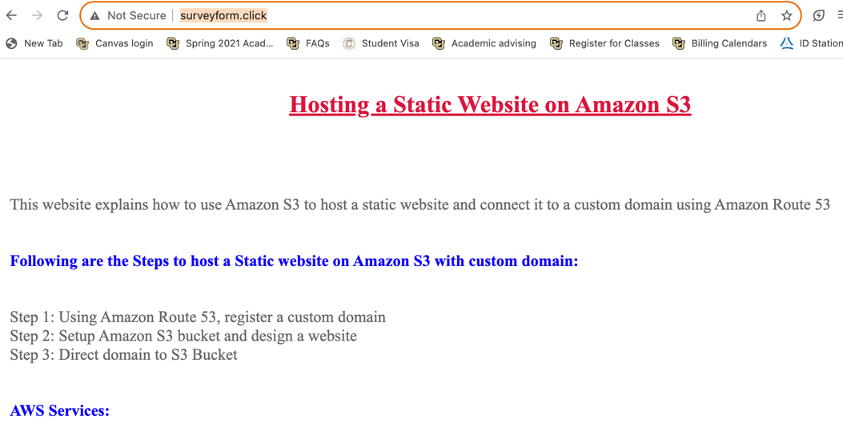 Not Secure surveyform.click
New Tab Canvas login Spring 2021 Acad... FAQs Student Visa Academic advising Register for Classes Billing Calendars ID Station
Hosting a Static Website on Amazon S3
This website explains how to use Amazon S3 to host a static website and connect it to a custom domain using Amazon Route 53
Following are the Steps to host a Static website on Amazon S3 with custom domain:
Step 1: Using Amazon Route 53, register a custom domain
Step 2: Setup Amazon S3 bucket and design a website
Step 3: Direct domain to S3 Bucket
AWS Services: